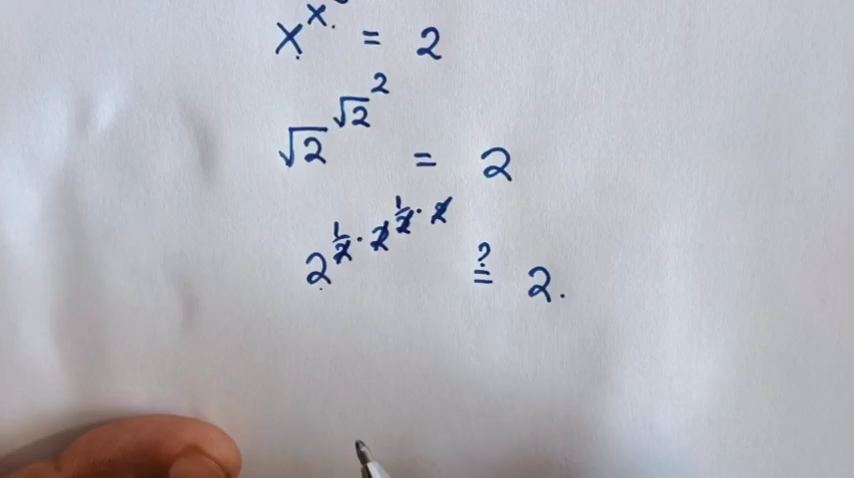 x^x^. = 2
√2^√2^2 = 2
2^(1/2 · 2^(1/2 · 2)) ≟ 2.